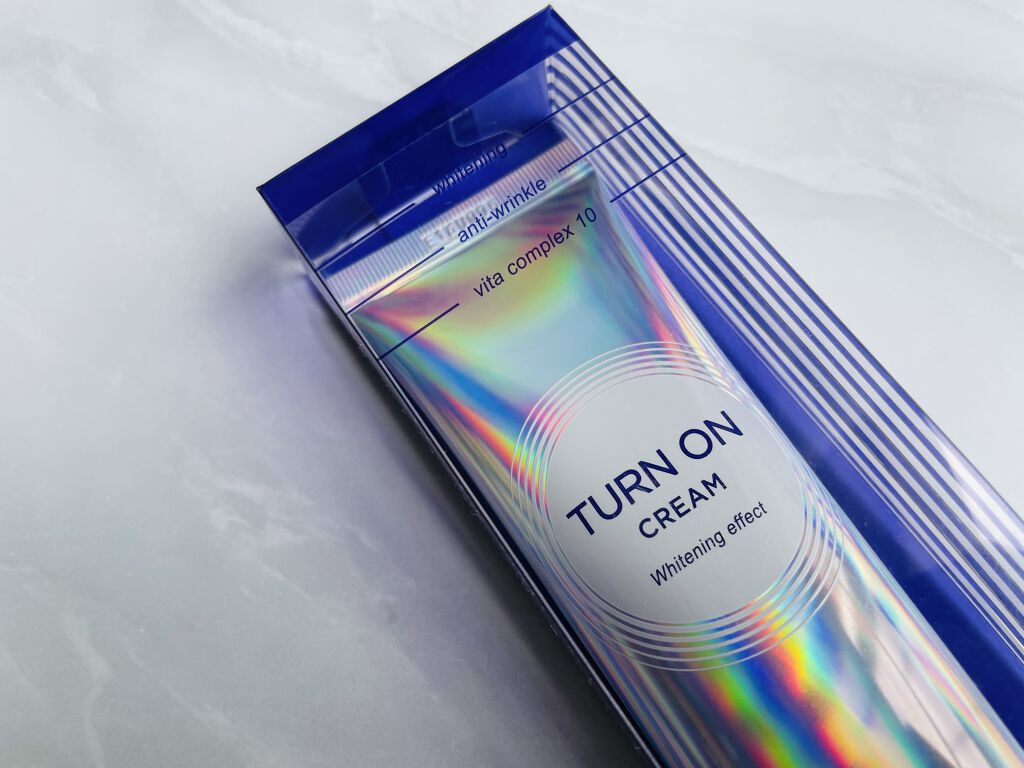 whitening
anti-wrinkle
vita complex 10
TURN ON
CREAM
Whitening effect